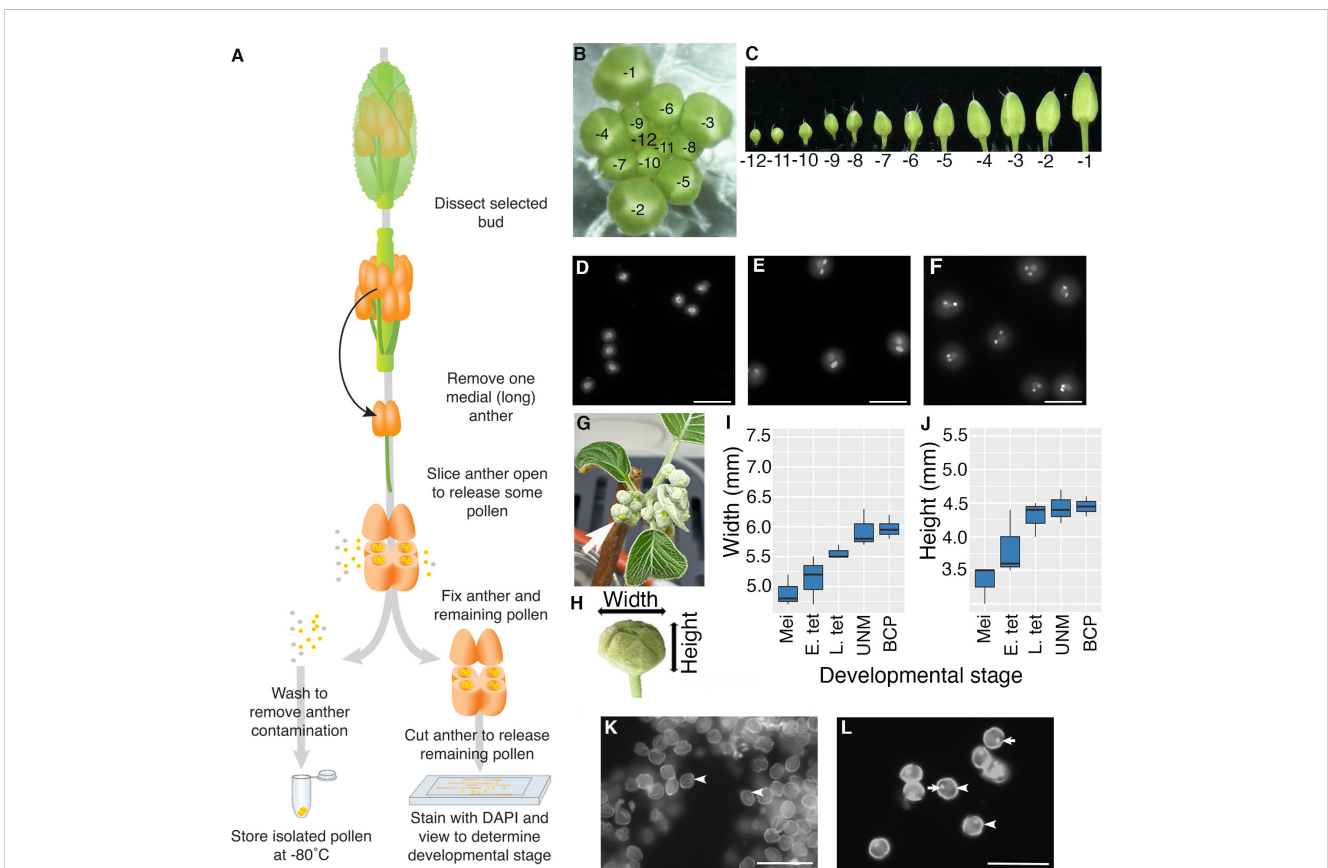 A
Dissect selected
bud
Remove one
medial (long)
anther
Slice anther open
to release some
pollen
Fix anther and
remaining pollen
Wash to
remove anther
contamination
Cut anther to release
remaining pollen
Store isolated pollen
at -80˚C
Stain with DAPI and
view to determine
developmental stage
B
-1
-6
-9
-3
-4
-12
-11
-8
-7
-10
-5
-2
C
-12 -11 -10 -9 -8 -7 -6 -5 -4 -3 -2 -1
D
E
F
G
H
Width
Height
I
Width (mm)
7.5
7.0
6.5
6.0
5.5
5.0
Mei
E. tet
L. tet
UNM
BCP
J
Height (mm)
5.5
5.0
4.5
4.0
3.5
Mei
E. tet
L. tet
UNM
BCP
Developmental stage
K
L